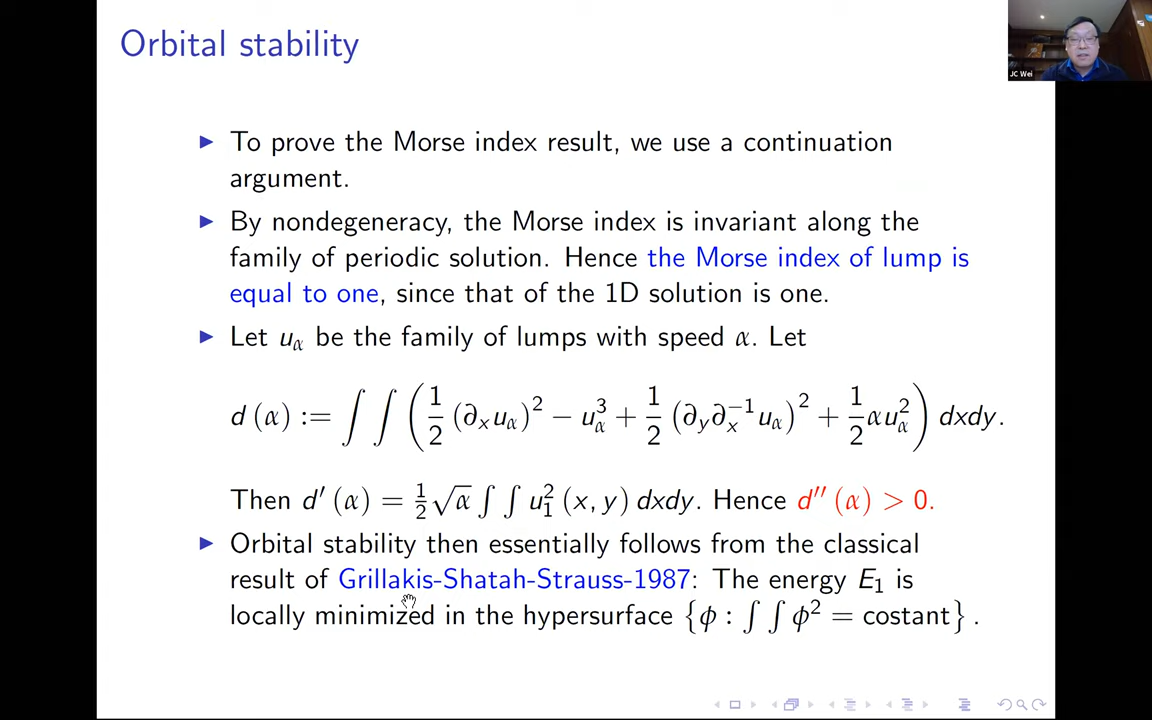 Orbital stability
JC Wei
▶ To prove the Morse index result, we use a continuation
argument.
▶ By nondegeneracy, the Morse index is invariant along the
family of periodic solution. Hence the Morse index of lump is
equal to one, since that of the 1D solution is one.
▶ Let u_α be the family of lumps with speed α. Let
d (α) := ∫ ∫ ( 1/2 (∂_x u_α)^2 − u_α^3 + 1/2 (∂_y ∂_x^{−1} u_α)^2 + 1/2 α u_α^2 ) dxdy.
Then d′ (α) = 1/2 √α ∫ ∫ u_1^2 (x, y) dxdy. Hence d″ (α) > 0.
▶ Orbital stability then essentially follows from the classical
result of Grillakis-Shatah-Strauss-1987: The energy E_1 is
locally minimized in the hypersurface {ϕ : ∫ ∫ ϕ^2 = costant} .